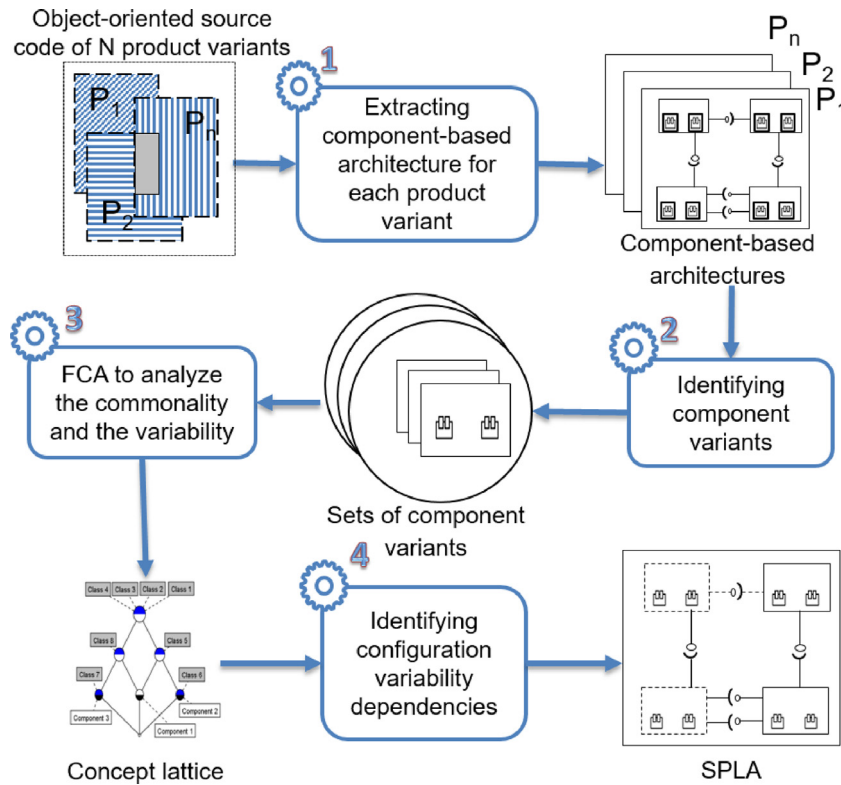 Object-oriented source
code of N product variants
P1
Pn
P2
1
Extracting
component-based
architecture for
each product
variant
Pn
P2
P1
Component-based
architectures
2
Identifying
component
variants
Sets of component
variants
3
FCA to analyze
the commonality
and the variability
Class 4 Class 3 Class 2 Class 1
Class 8 Class 5
Class 7 Class 6
Component 3 Component 2
Component 1
Concept lattice
4
Identifying
configuration
variability
dependencies
SPLA